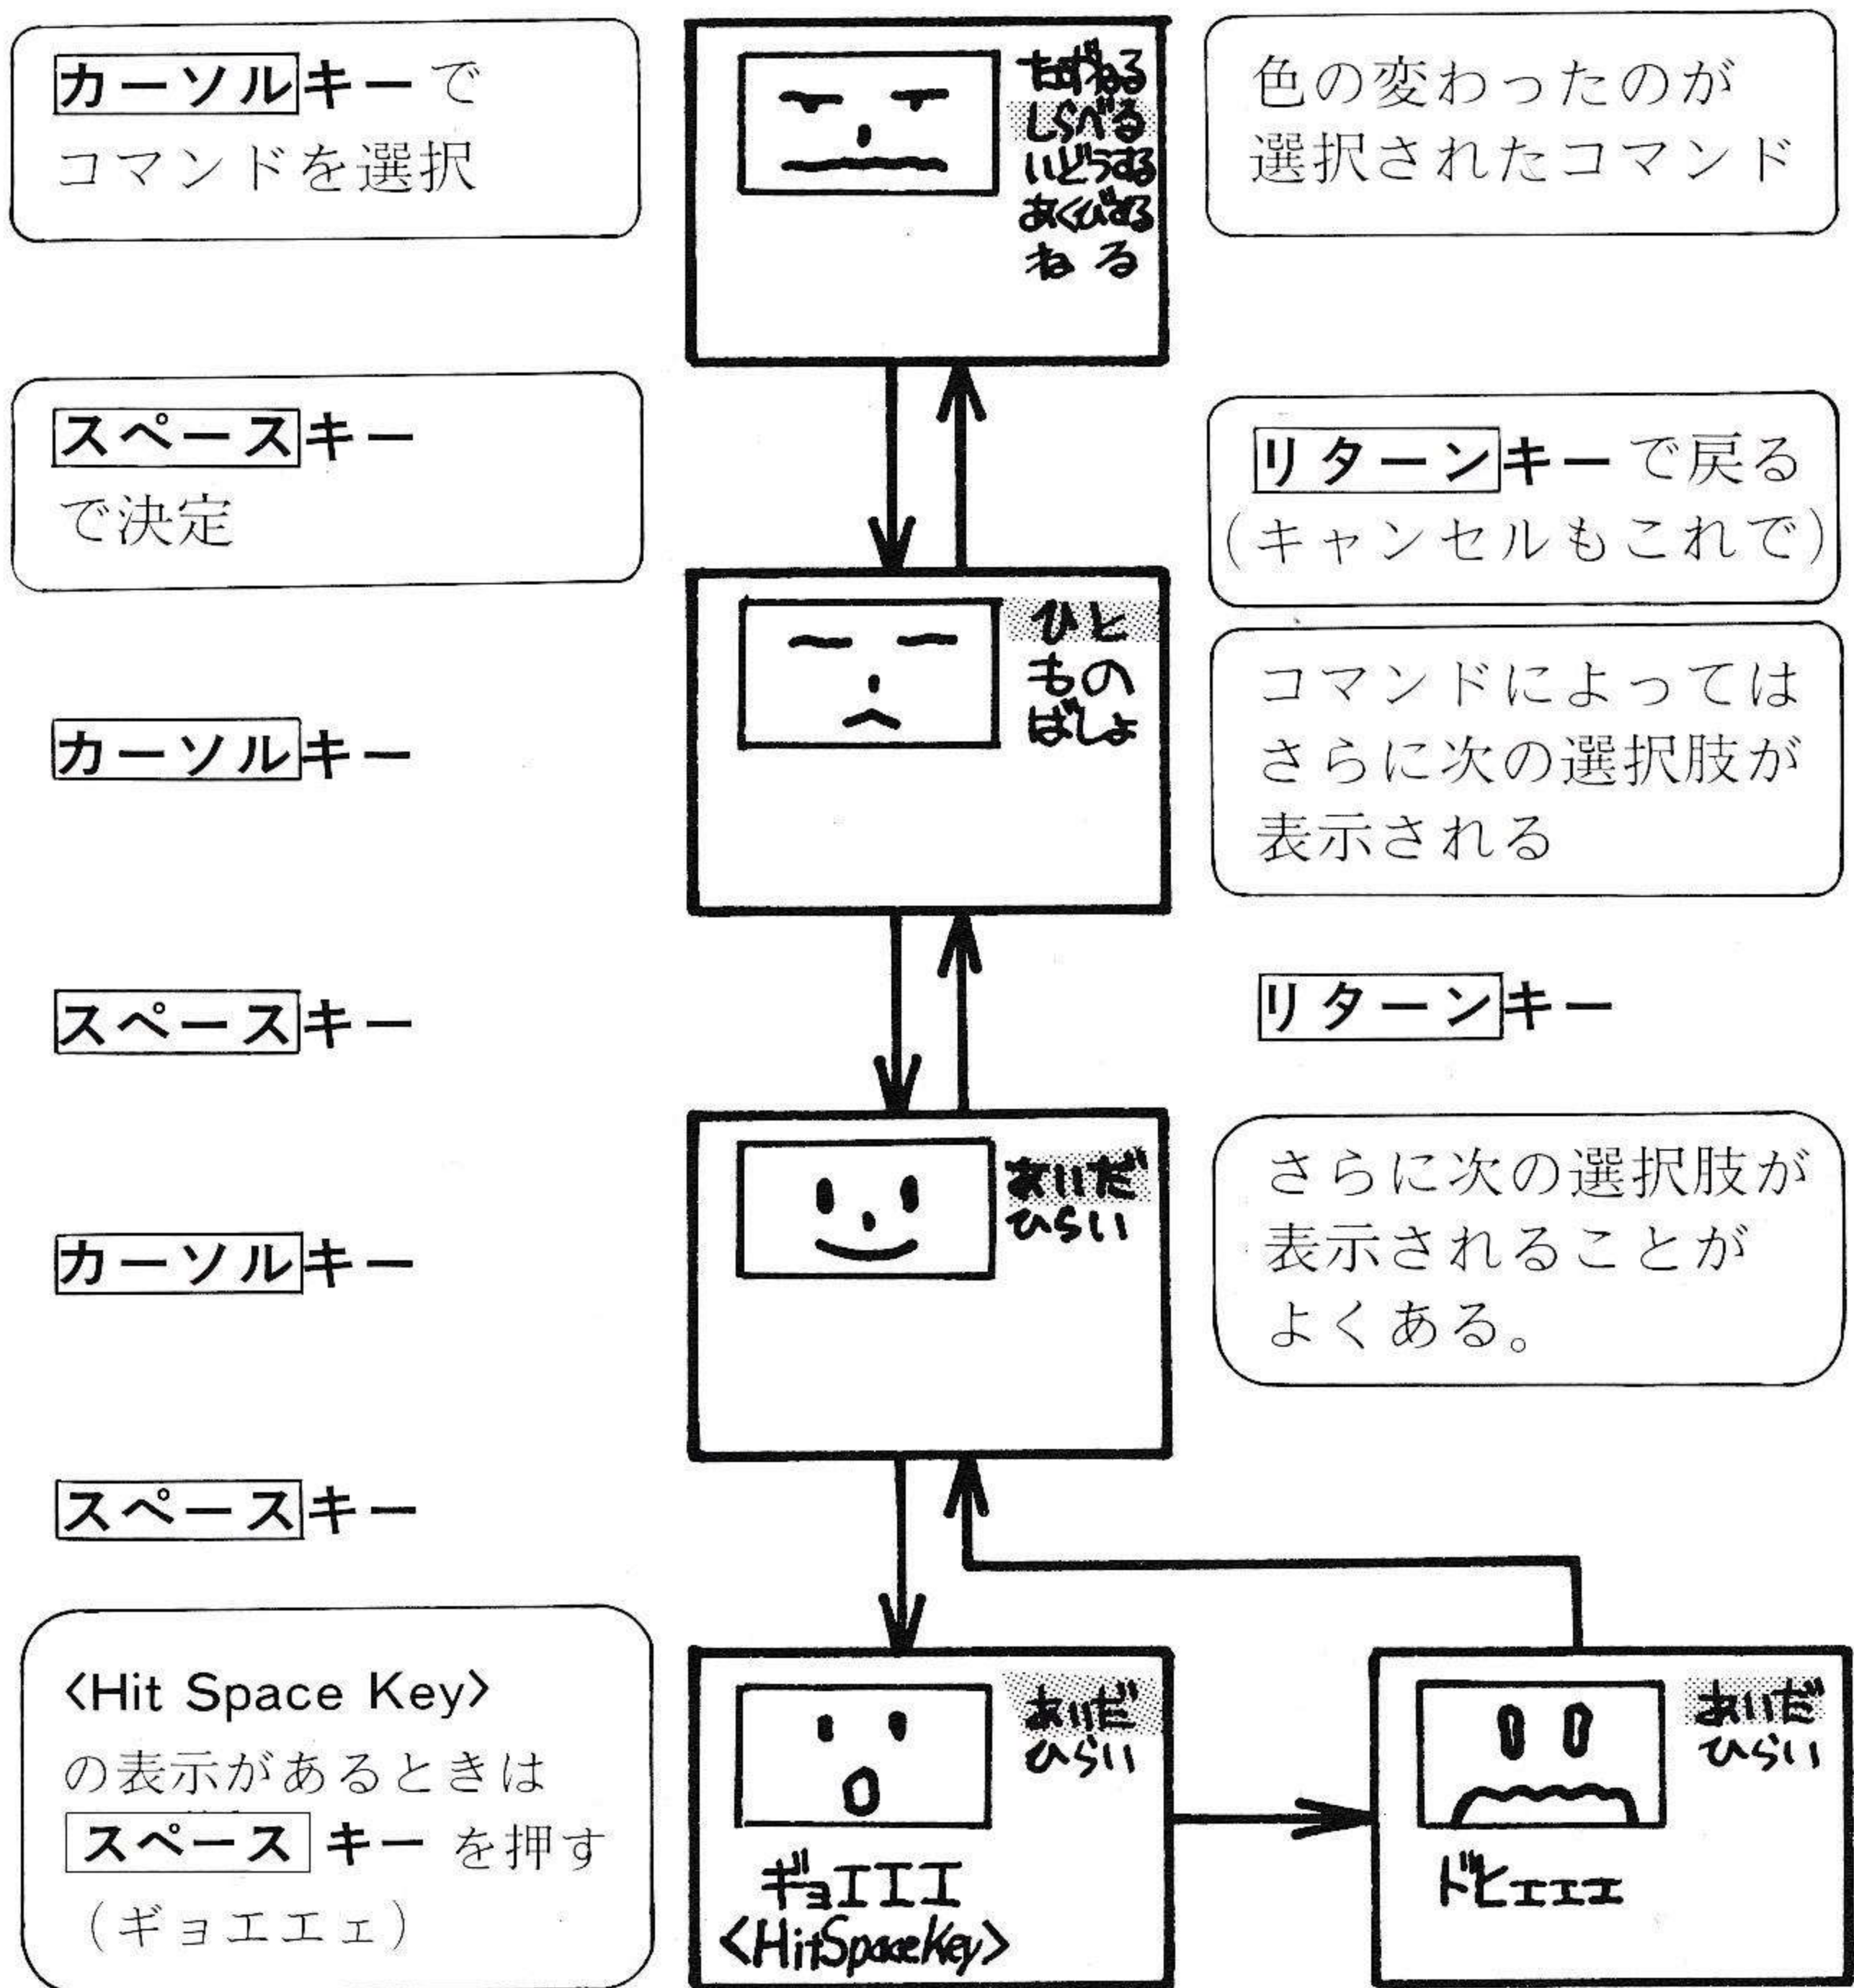 カーソルキーで
コマンドを選択
たずねる
しらべる
いどうする
あくびする
ねる
色の変わったのが
選択されたコマンド
スペースキー
で決定
リターンキーで戻る
(キャンセルもこれで)
カーソルキー
ひと
もの
ばしょ
コマンドによっては
さらに次の選択肢が
表示される
スペースキー
リターンキー
カーソルキー
あいだ
ひらい
さらに次の選択肢が
表示されることが
よくある。
スペースキー
<Hit Space Key>
の表示があるときは
スペースキーを押す
(ギョエエェ)
あいだ
ひらい
ギョエエエ
<HitSpaceKey>
あいだ
ひらい
ドヒェェェ